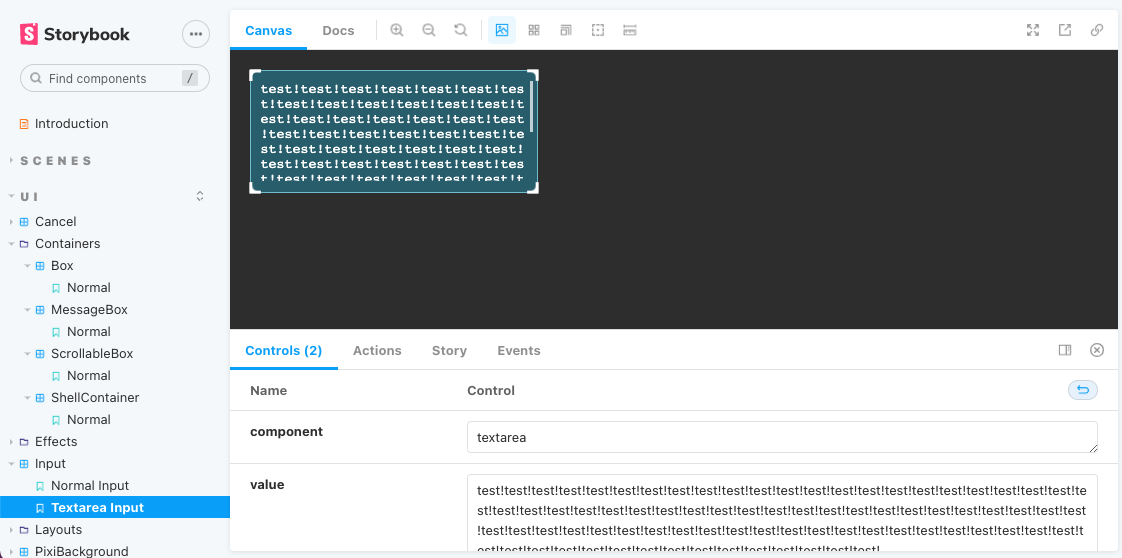 Storybook
Find components
/
Introduction
SCENES
UI
Cancel
Containers
Box
Normal
MessageBox
Normal
ScrollableBox
Normal
ShellContainer
Normal
Effects
Input
Normal Input
Textarea Input
Layouts
PixiBackground
Canvas
Docs
test!test!test!test!test!test!tes
t!test!test!test!test!test!test!t
est!test!test!test!test!test!test
!test!test!test!test!test!test!te
st!test!test!test!test!test!test!
test!test!test!test!test!test!tes
t!test!test!test!test!test!test!t
Controls (2)
Actions
Story
Events
Name
Control
component
textarea
value
test!test!test!test!test!test!test!test!test!test!test!test!test!test!test!test!test!test!test!test!test!test!te
st!test!test!test!test!test!test!test!test!test!test!test!test!test!test!test!test!test!test!test!test!test!test
!test!test!test!test!test!test!test!test!test!test!test!test!test!test!test!test!test!test!test!test!test!test!t
est!test!test!test!test!test!test!test!test!test!test!test!test!test!test!